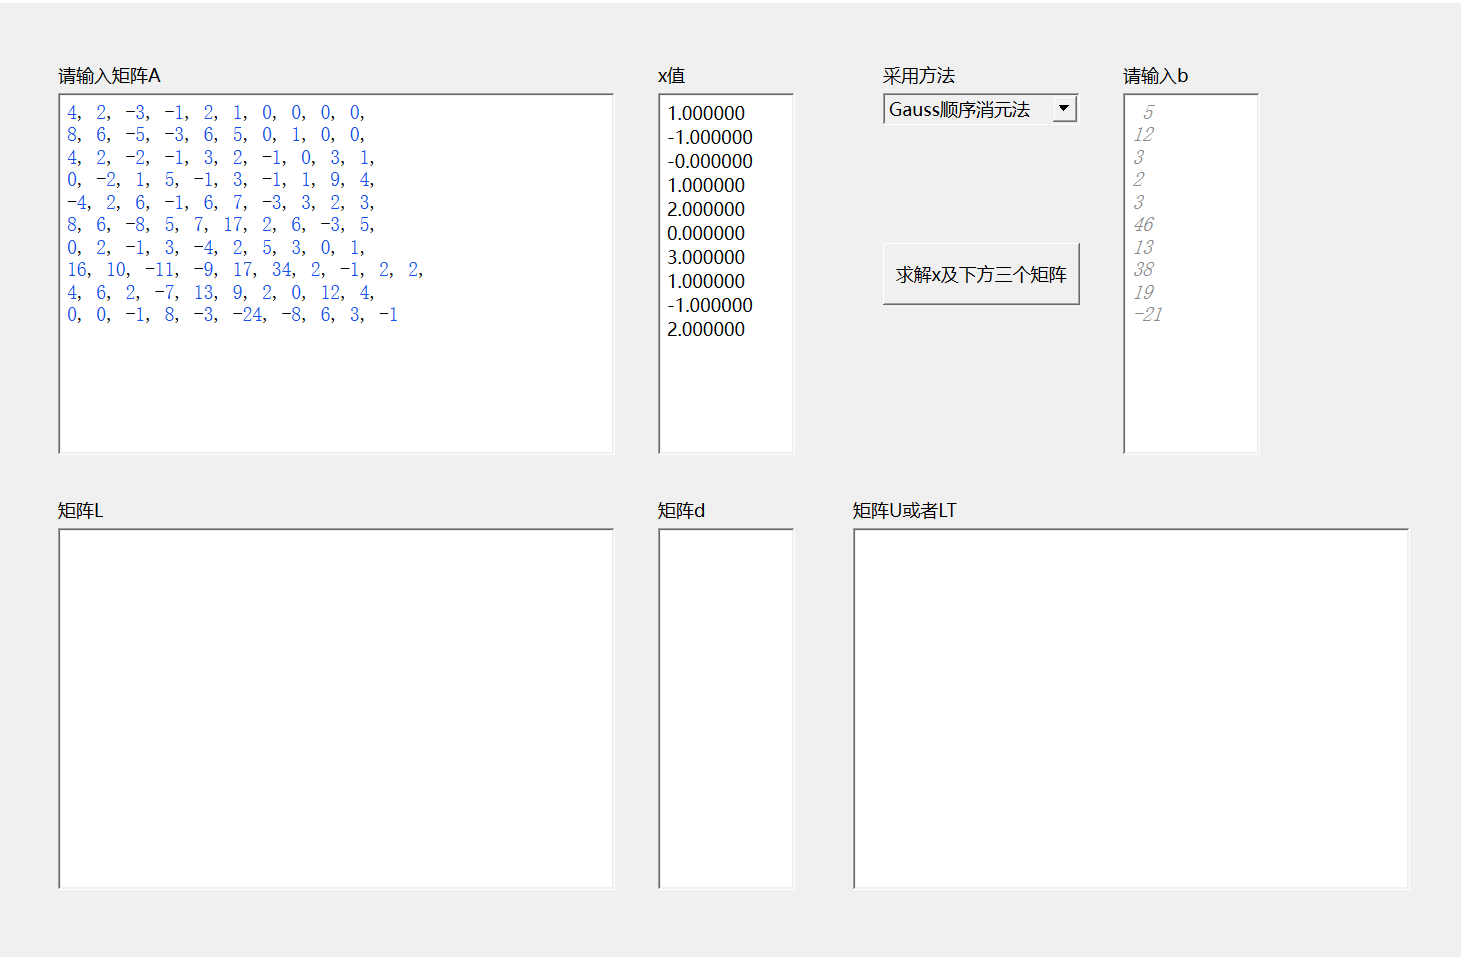 请输入矩阵A
4, 2, -3, -1, 2, 1, 0, 0, 0, 0,
8, 6, -5, -3, 6, 5, 0, 1, 0, 0,
4, 2, -2, -1, 3, 2, -1, 0, 3, 1,
0, -2, 1, 5, -1, 3, -1, 1, 9, 4,
-4, 2, 6, -1, 6, 7, -3, 3, 2, 3,
8, 6, -8, 5, 7, 17, 2, 6, -3, 5,
0, 2, -1, 3, -4, 2, 5, 3, 0, 1,
16, 10, -11, -9, 17, 34, 2, -1, 2, 2,
4, 6, 2, -7, 13, 9, 2, 0, 12, 4,
0, 0, -1, 8, -3, -24, -8, 6, 3, -1
x值
1.000000
-1.000000
-0.000000
1.000000
2.000000
0.000000
3.000000
1.000000
-1.000000
2.000000
采用方法
Gauss顺序消元法
求解x及下方三个矩阵
请输入b
5
12
3
2
3
46
13
38
19
-21
矩阵L
矩阵d
矩阵U或者LT